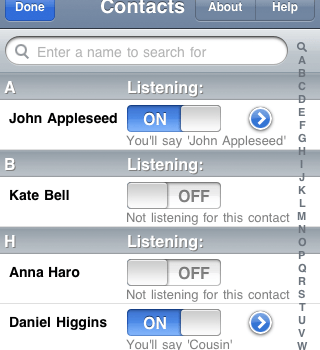 Done Contacts About Help
Enter a name to search for
A Listening:
John Appleseed ON
You'll say 'John Appleseed'
B Listening:
Kate Bell OFF
Not listening for this contact
H Listening:
Anna Haro OFF
Not listening for this contact
Daniel Higgins ON
You'll say 'Cousin'
A
B
C
D
E
F
G
H
I
J
K
L
M
N
O
P
Q
R
S
T
U
V
W